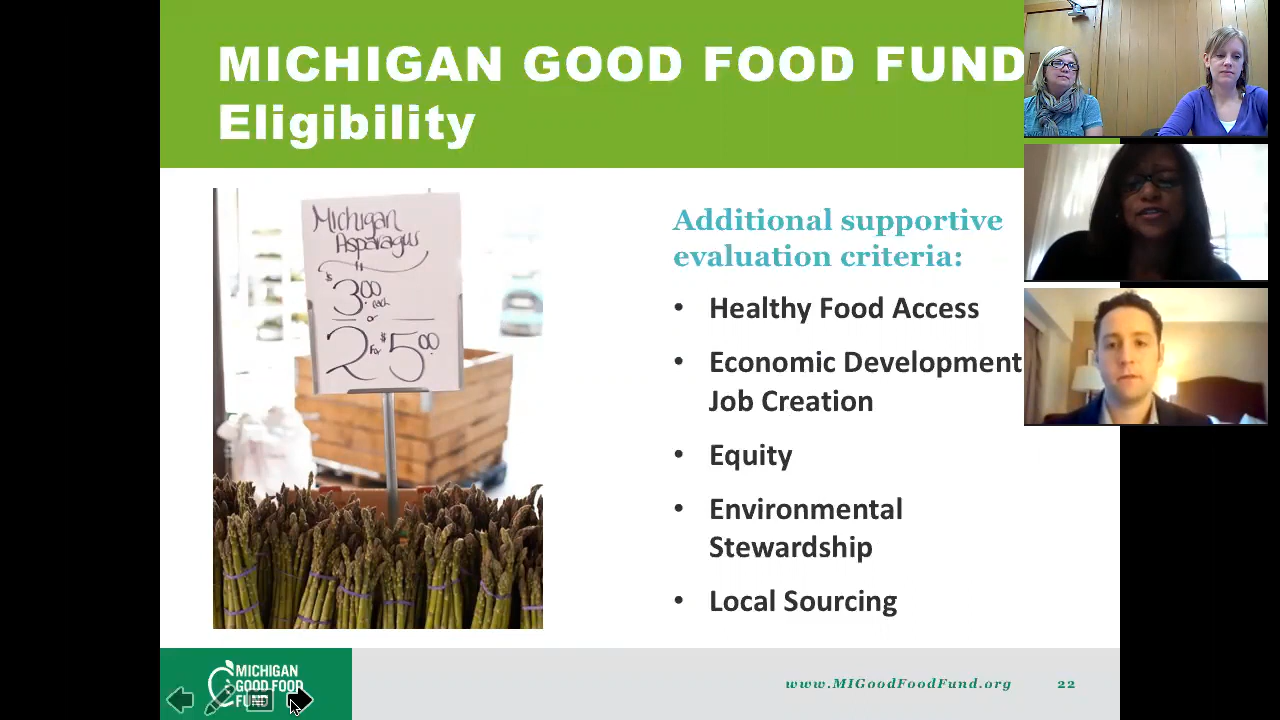 MICHIGAN GOOD FOOD FUND
Eligibility
Michigan
Asparagus
$3.00 each
or
2 for $5.00
Additional supportive
evaluation criteria:
• Healthy Food Access
• Economic Development
Job Creation
• Equity
• Environmental
Stewardship
• Local Sourcing
MICHIGAN
GOOD FOOD
FUND
www.MIGoodFoodFund.org
22